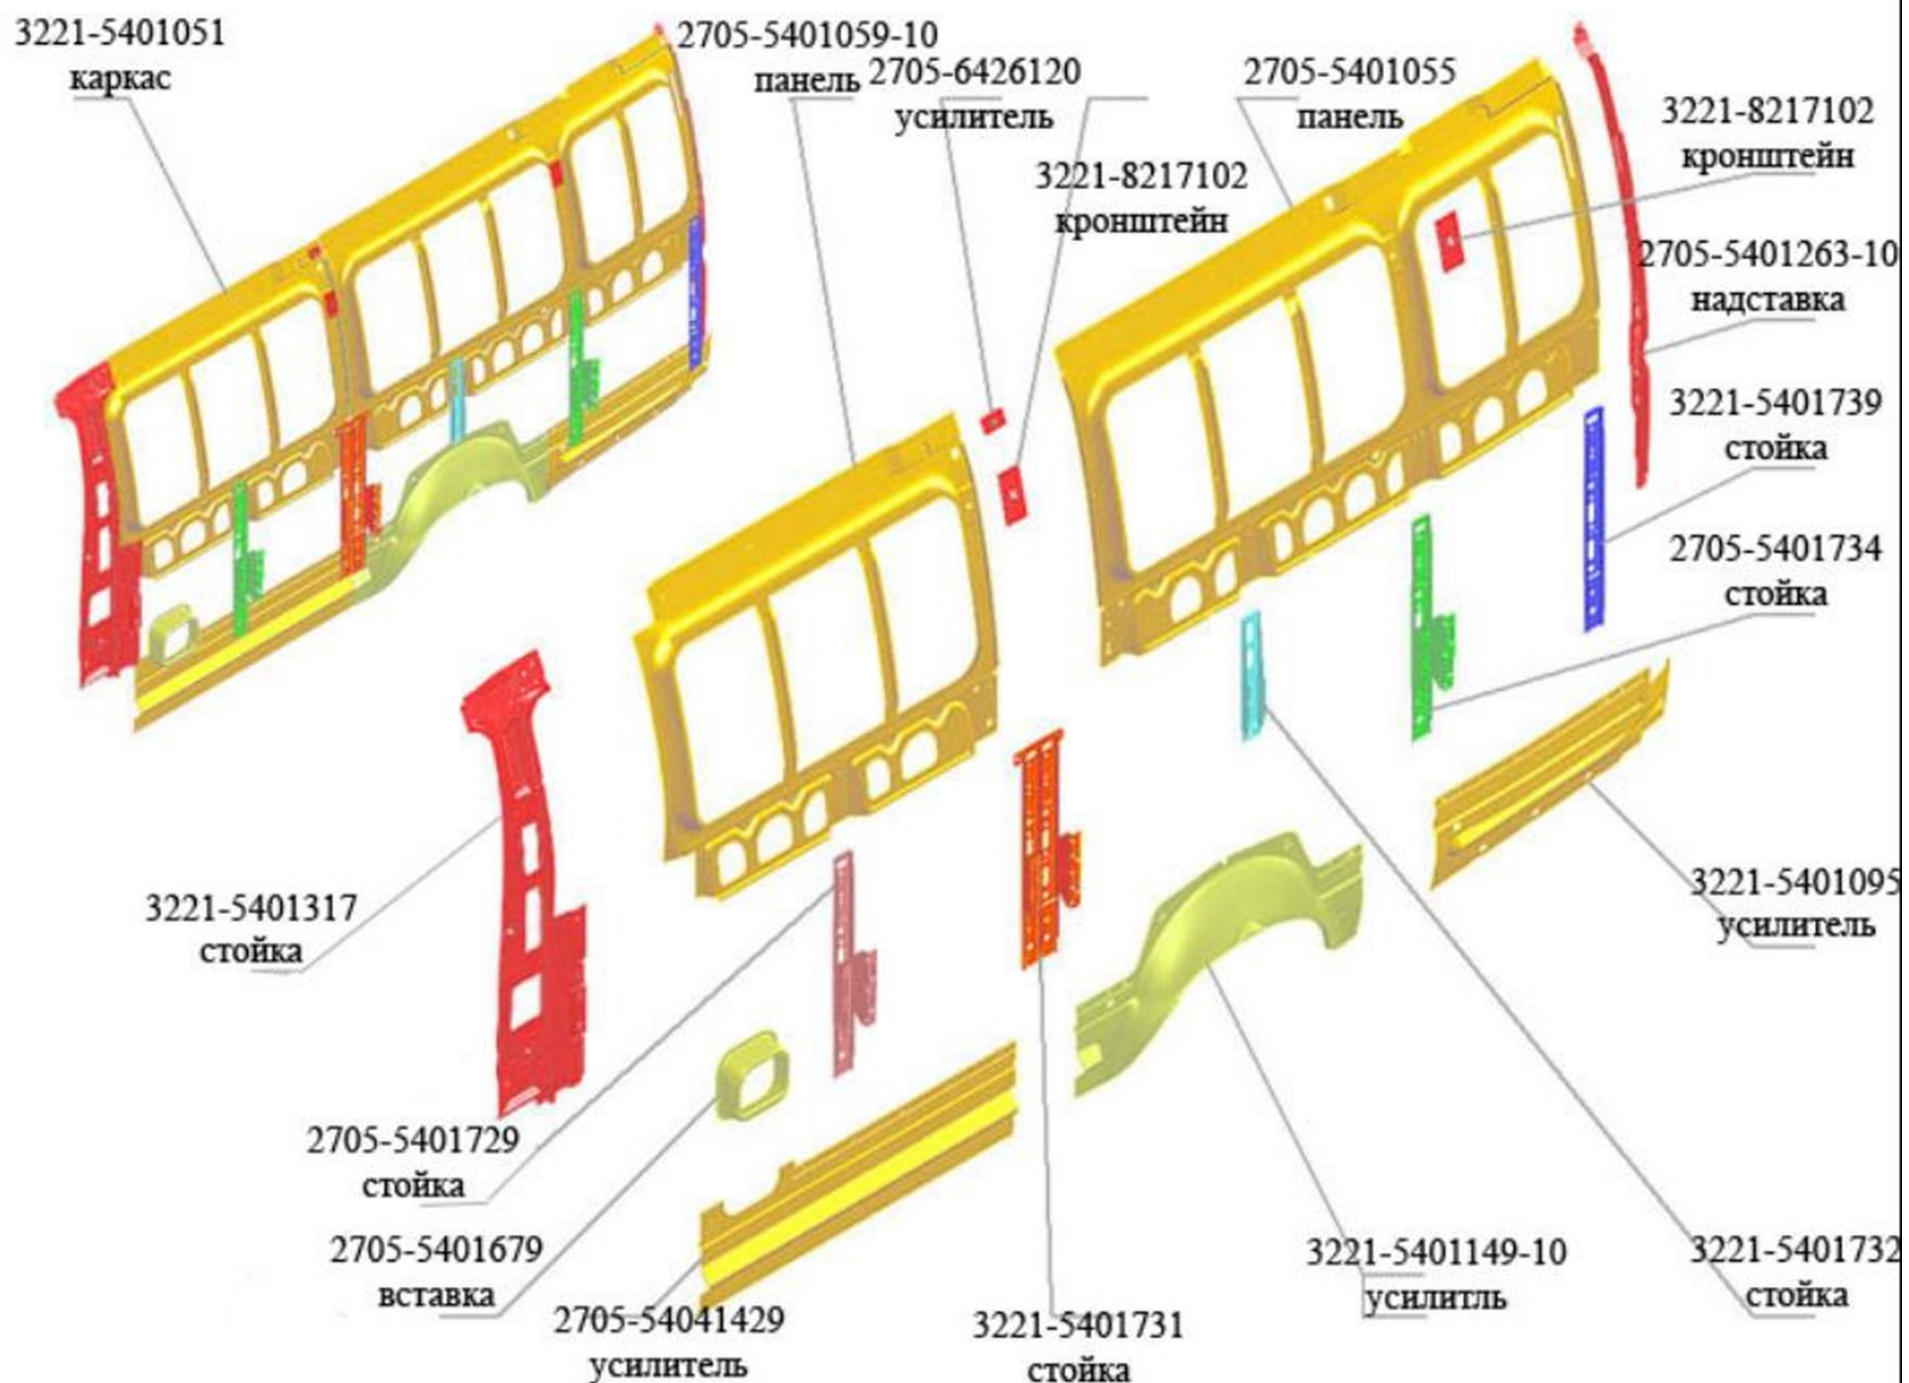 3221-5401051
каркас
2705-5401059-10
панель
2705-6426120
усилитель
3221-8217102
кронштейн
2705-5401055
панель
3221-8217102
кронштейн
2705-5401263-10
надставка
3221-5401739
стойка
2705-5401734
стойка
3221-5401095
усилитель
3221-5401317
стойка
2705-5401729
стойка
2705-5401679
вставка
2705-54041429
усилитель
3221-5401731
стойка
3221-5401149-10
усилитль
3221-5401732
стойка